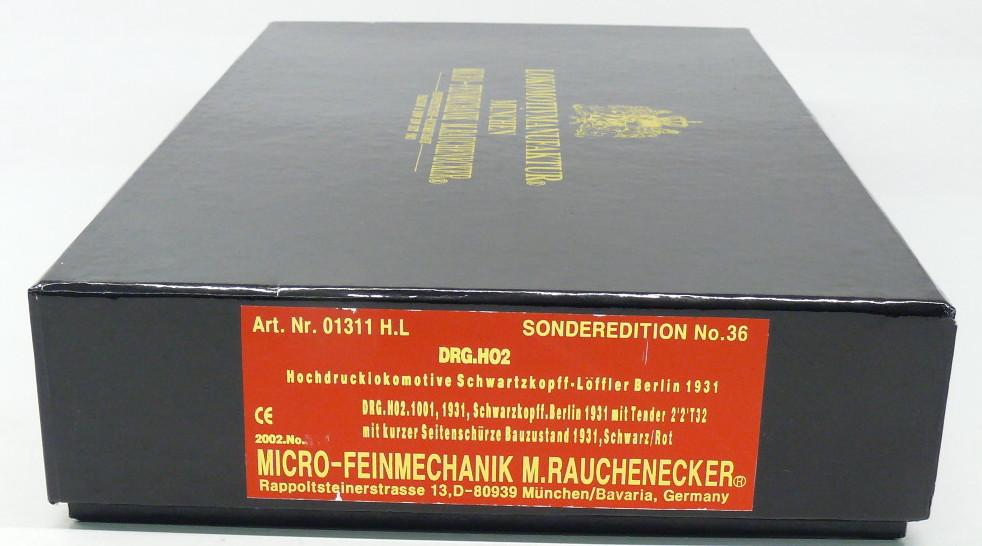 LOKOMOTIVMANUFAKTUR®
MÜNCHEN
Art. Nr. 01311 H.L
SONDEREDITION No.36
DRG.H02
Hochdrucklokomotive Schwartzkopff-Löffler Berlin 1931
DRG.H02.1001, 1931, Schwarzkopff.Berlin 1931 mit Tender 2'2'T32
CE
mit kurzer Seitenschürze Bauzustand 1931,Schwarz/Rot
2002.No.
MICRO-FEINMECHANIK M.RAUCHENECKER®
Rappoltsteinerstrasse 13,D-80939 München/Bavaria, Germany